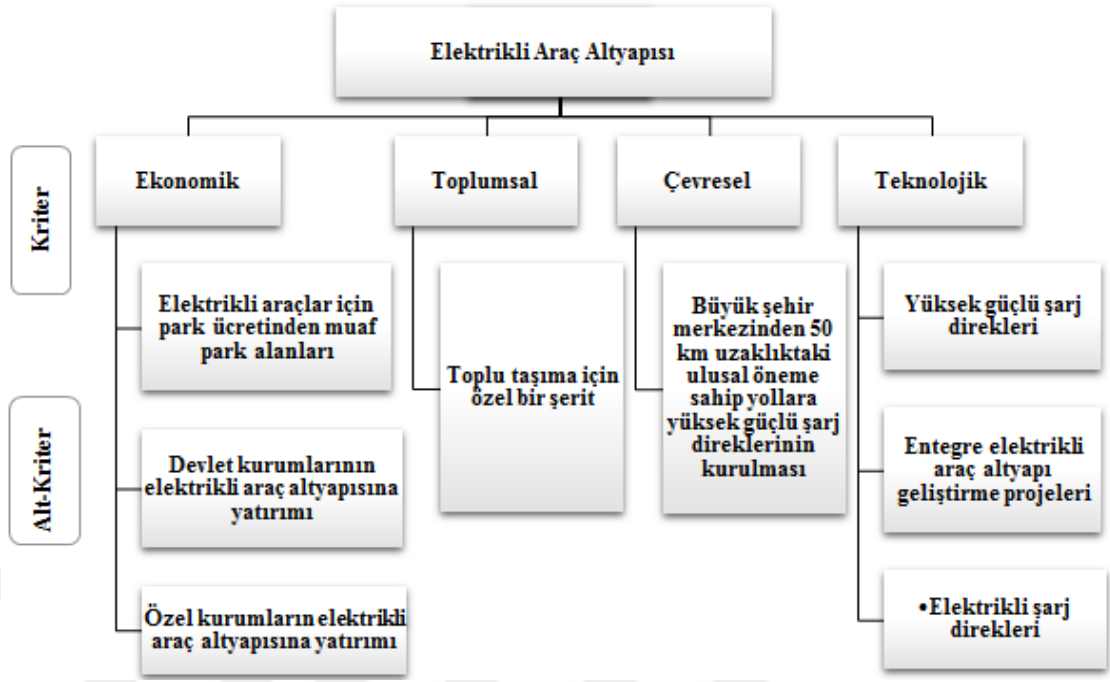 Elektrikli Araç Altyapısı
Kriter
Ekonomik
Toplumsal
Çevresel
Teknolojik
Alt-Kriter
Elektrikli araçlar için
park ücretinden muaf
park alanları
Devlet kurumlarının
elektrikli araç altyapısına
yatırımı
Özel kurumların elektrikli
araç altyapısına yatırımı
Toplu taşıma için
özel bir şerit
Büyük şehir
merkezinden 50
km uzaklıktaki
ulusal öneme
sahip yollara
yüksek güçlü şarj
direklerinin
kurulması
Yüksek güçlü şarj
direkleri
Entegre elektrikli
araç altyapı
geliştirme projeleri
•Elektrikli şarj
direkleri